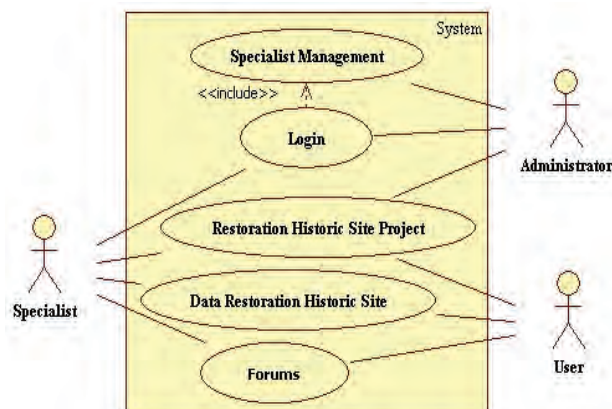 System
Specialist Management
<<include>>
Login
Administrator
Restoration Historic Site Project
Specialist
Data Restoration Historic Site
User
Forums